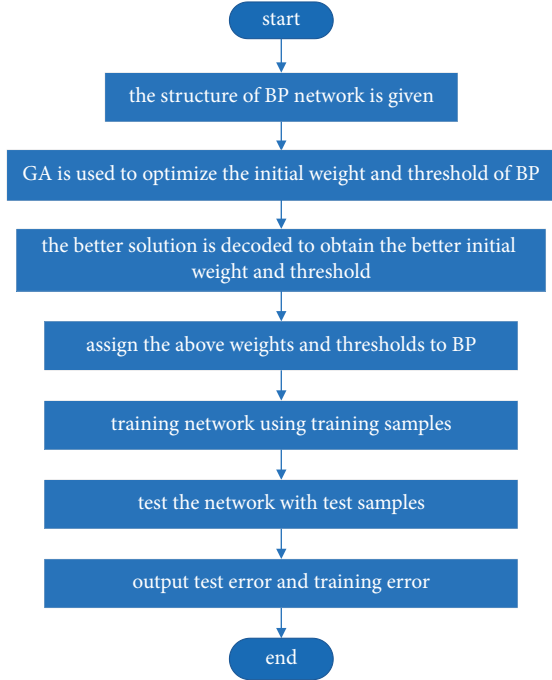 start
the structure of BP network is given
GA is used to optimize the initial weight and threshold of BP
the better solution is decoded to obtain the better initial
weight and threshold
assign the above weights and thresholds to BP
training network using training samples
test the network with test samples
output test error and training error
end